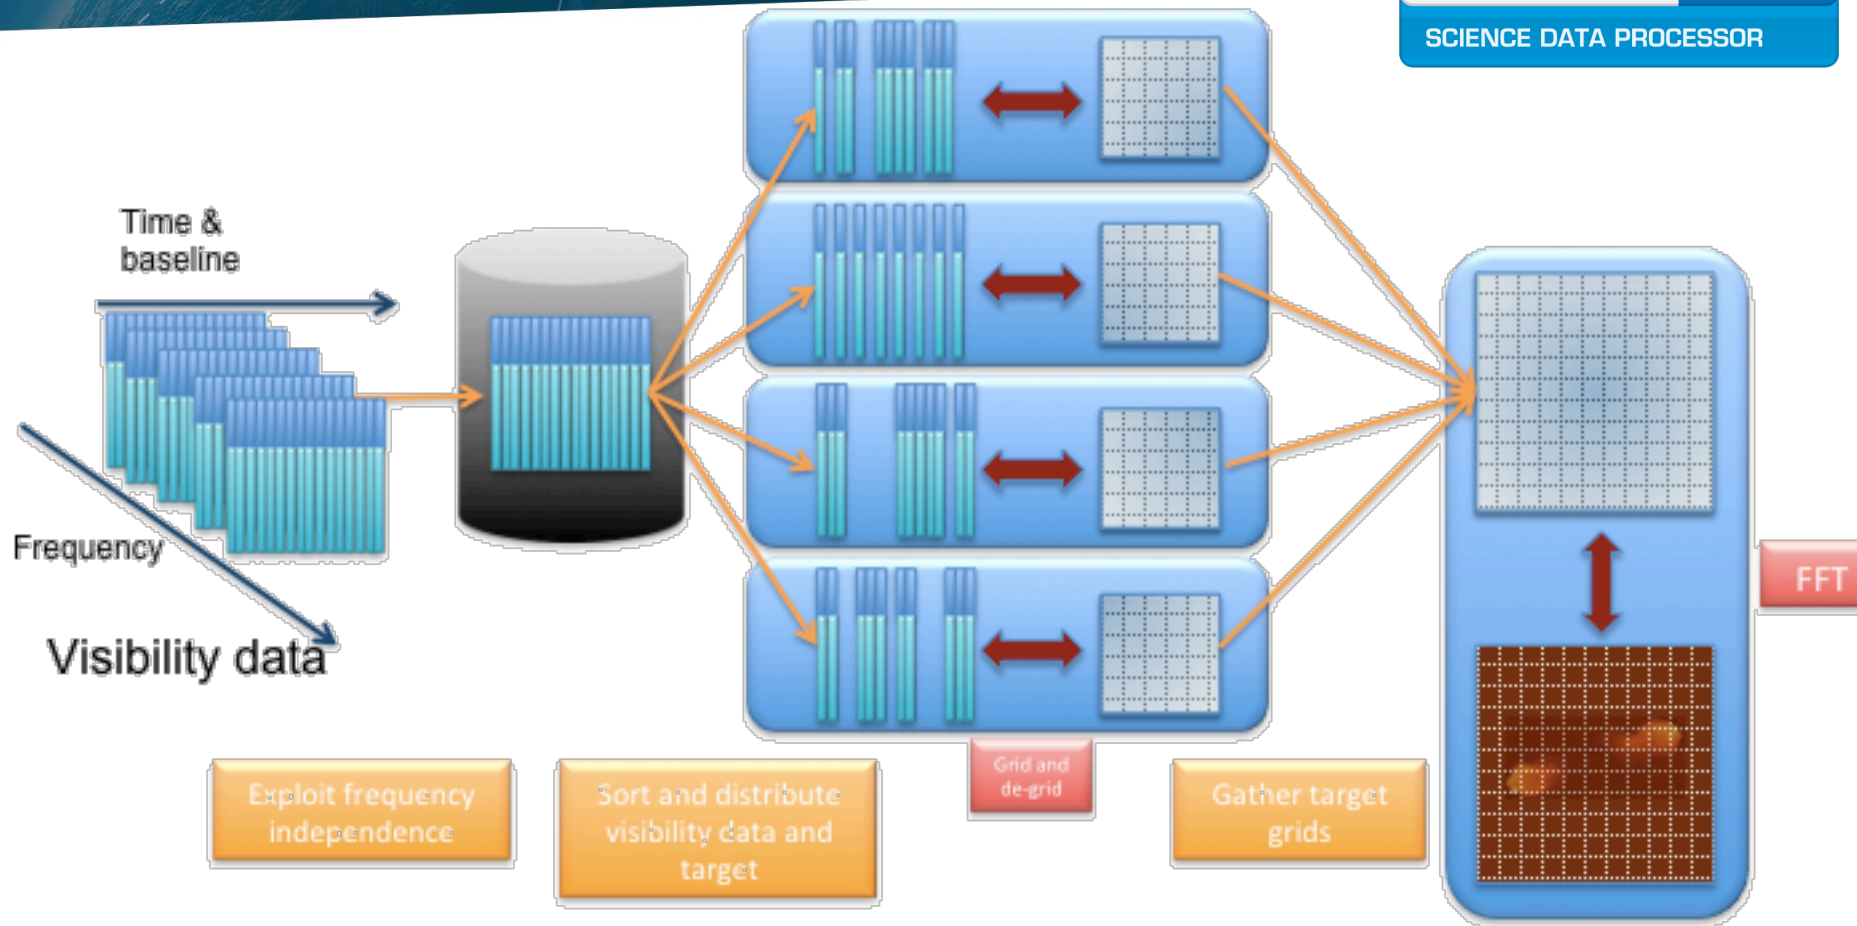 SCIENCE DATA PROCESSOR
Time &
baseline
Frequency
Visibility data
FFT
Exploit frequency
independence
Sort and distribute
visibility data and
target
Grid and
de-grid
Gather target
grids